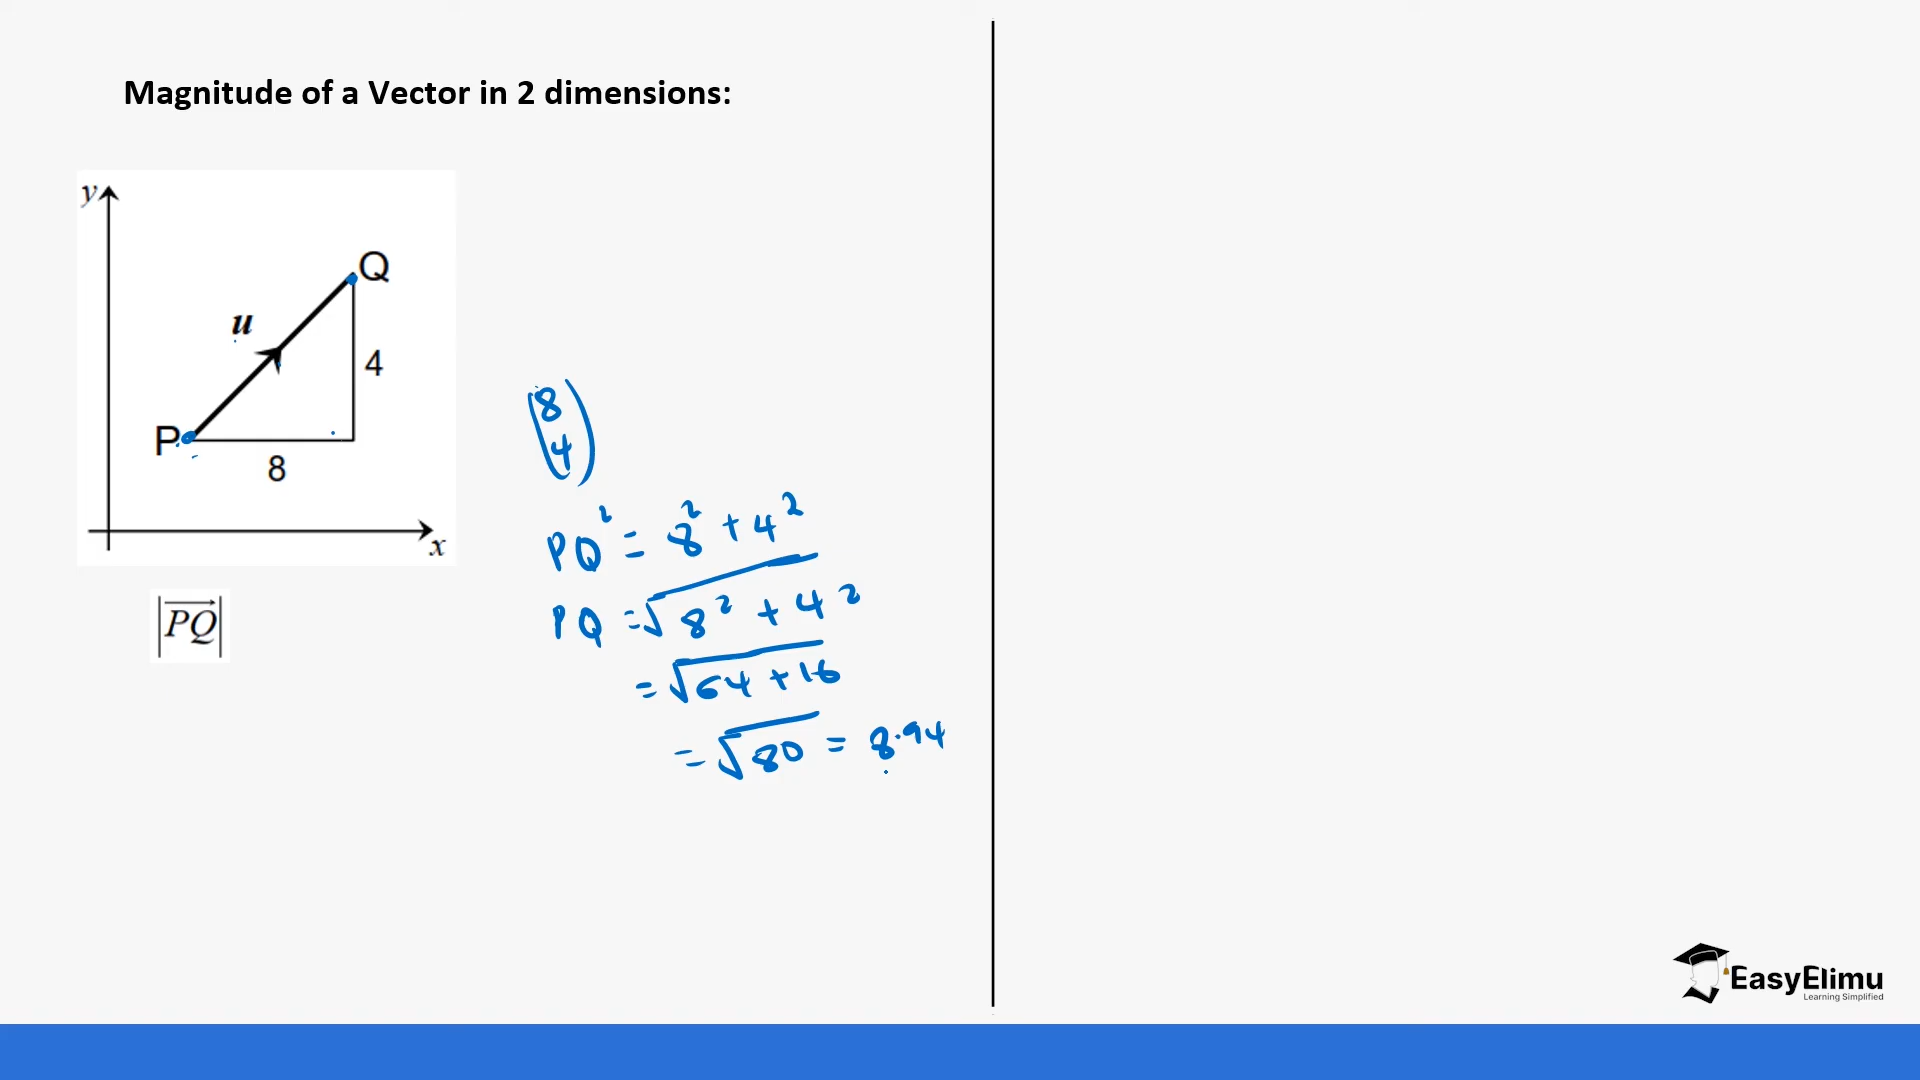 Magnitude of a Vector in 2 dimensions:
y
Q
u
4
P
8
x
|PQ|
8
4
PQ² = 8² + 4²
PQ = √8² + 4²
= √64 + 16
= √80 = 8.94
EasyElimu
Learning Simplified